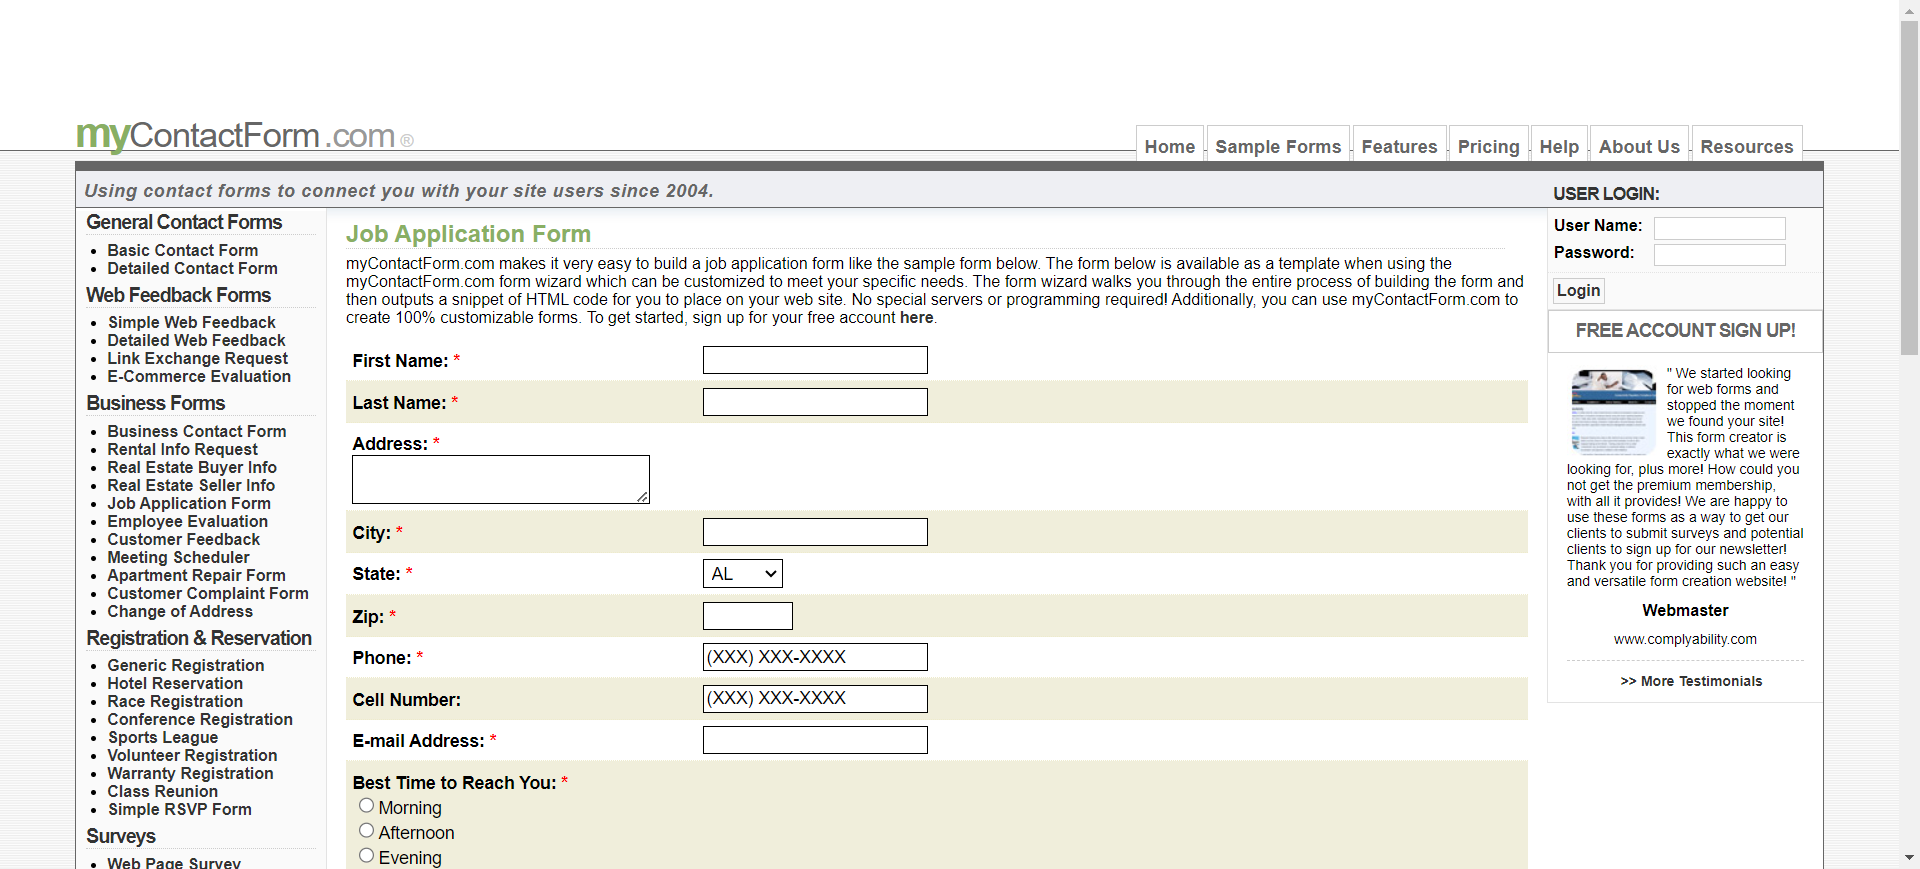 myContactForm.com ®
Home
Sample Forms
Features
Pricing
Help
About Us
Resources
Using contact forms to connect you with your site users since 2004.
General Contact Forms
Basic Contact Form
Detailed Contact Form
Web Feedback Forms
Simple Web Feedback
Detailed Web Feedback
Link Exchange Request
E-Commerce Evaluation
Business Forms
Business Contact Form
Rental Info Request
Real Estate Buyer Info
Real Estate Seller Info
Job Application Form
Employee Evaluation
Customer Feedback
Meeting Scheduler
Apartment Repair Form
Customer Complaint Form
Change of Address
Registration & Reservation
Generic Registration
Hotel Reservation
Race Registration
Conference Registration
Sports League
Volunteer Registration
Warranty Registration
Class Reunion
Simple RSVP Form
Surveys
Web Page Survey
Job Application Form
myContactForm.com makes it very easy to build a job application form like the sample form below. The form below is available as a template when using the
myContactForm.com form wizard which can be customized to meet your specific needs. The form wizard walks you through the entire process of building the form and
then outputs a snippet of HTML code for you to place on your web site. No special servers or programming required! Additionally, you can use myContactForm.com to
create 100% customizable forms. To get started, sign up for your free account here.
First Name: *
Last Name: *
Address: *
City: *
State: * AL
Zip: *
Phone: * (XXX) XXX-XXXX
Cell Number: (XXX) XXX-XXXX
E-mail Address: *
Best Time to Reach You: *
Morning
Afternoon
Evening
USER LOGIN:
User Name:
Password:
Login
FREE ACCOUNT SIGN UP!
" We started looking
for web forms and
stopped the moment
we found your site!
This form creator is
exactly what we were
looking for, plus more! How could you
not get the premium membership,
with all it provides! We are happy to
use these forms as a way to get our
clients to submit surveys and potential
clients to sign up for our newsletter!
Thank you for providing such an easy
and versatile form creation website! "
Webmaster
www.complyability.com
>> More Testimonials